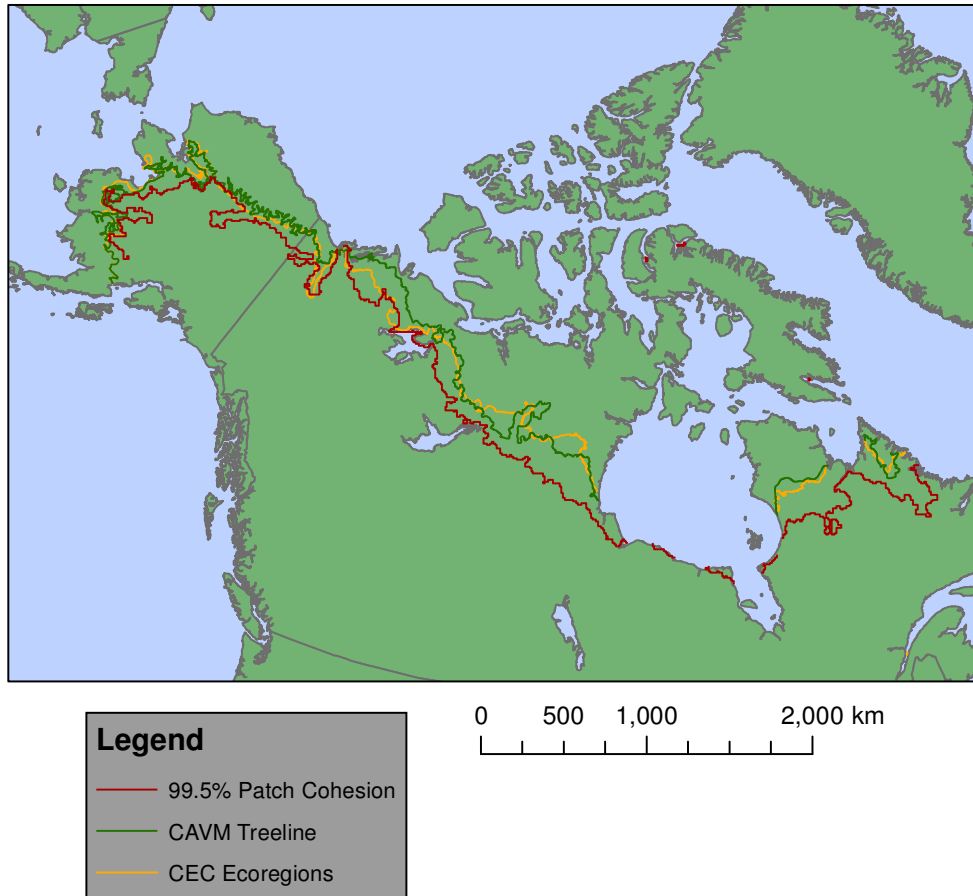 0 500 1,000 2,000 km
Legend
99.5% Patch Cohesion
CAVM Treeline
CEC Ecoregions